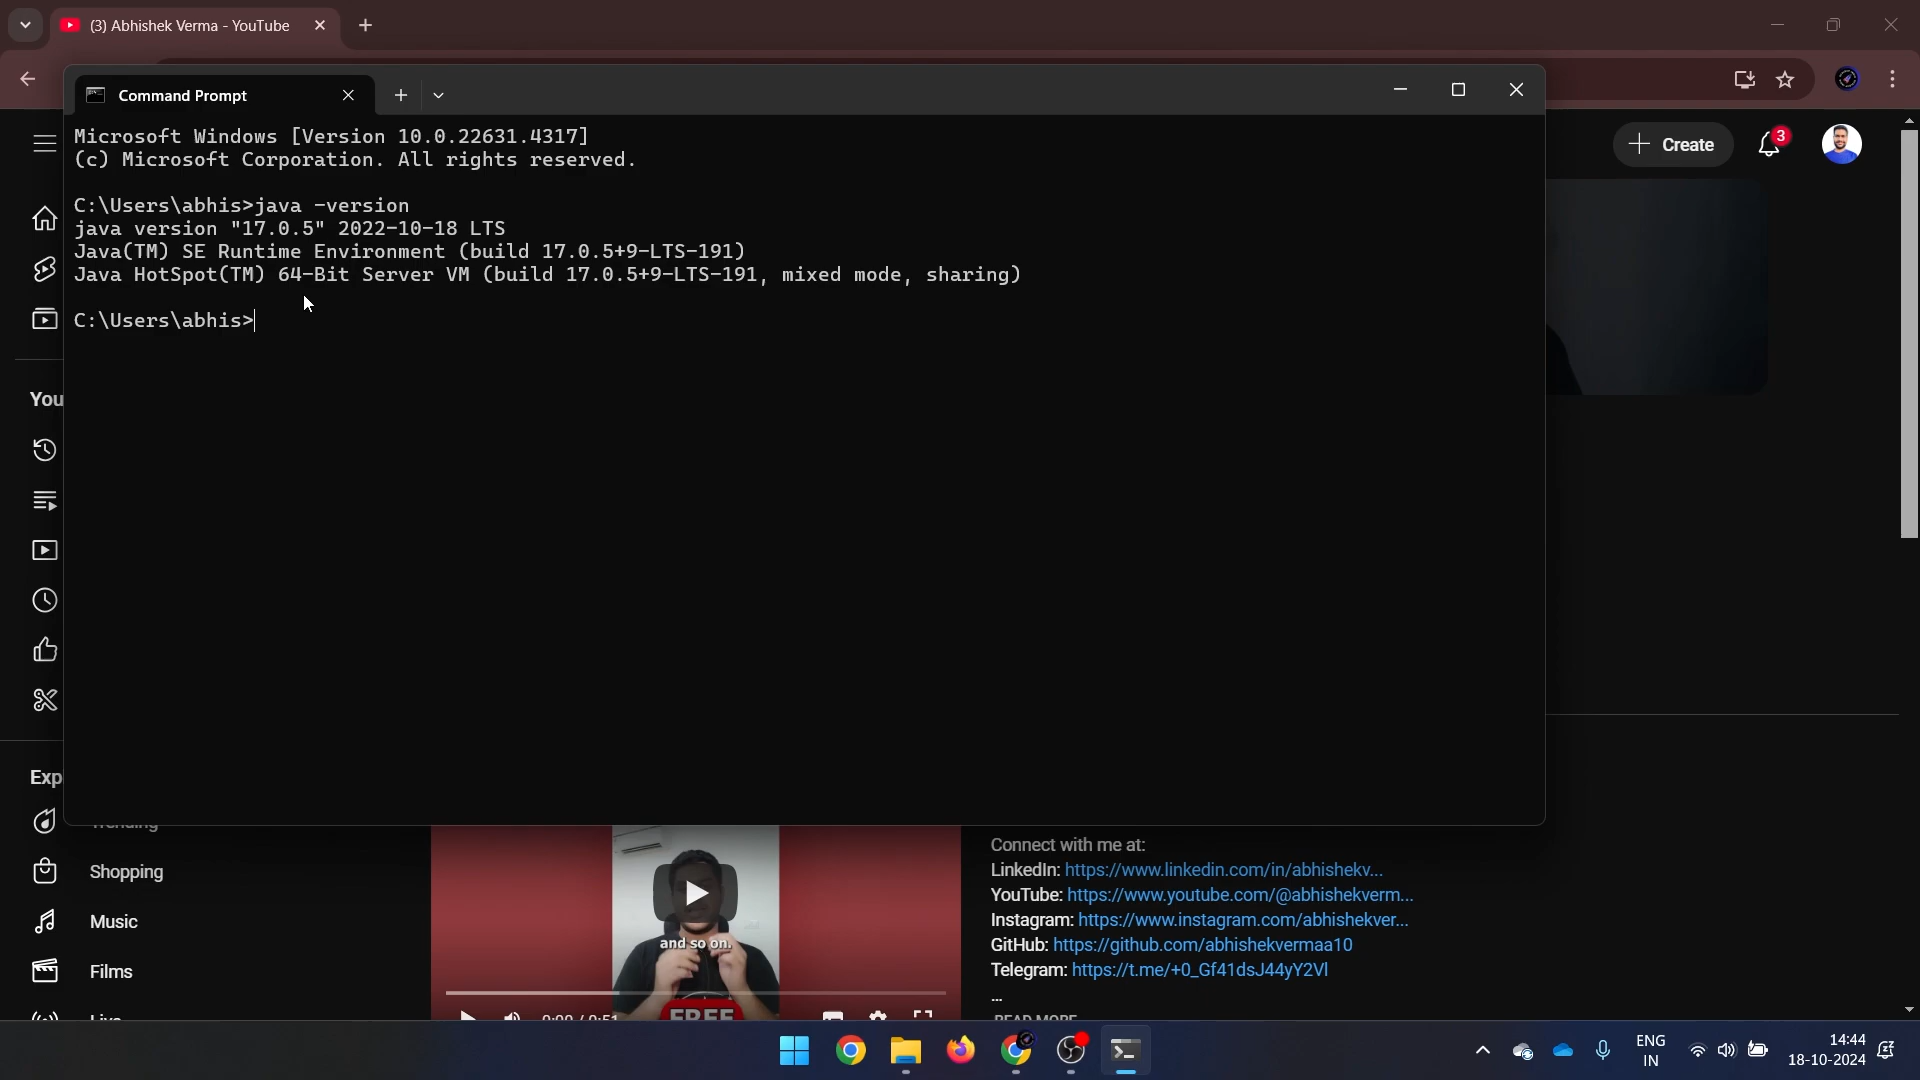 (3) Abhishek Verma - YouTube
Command Prompt
Microsoft Windows [Version 10.0.22631.4317]
(c) Microsoft Corporation. All rights reserved.
C:\Users\abhis>java -version
java version "17.0.5" 2022-10-18 LTS
Java(TM) SE Runtime Environment (build 17.0.5+9-LTS-191)
Java HotSpot(TM) 64-Bit Server VM (build 17.0.5+9-LTS-191, mixed mode, sharing)
C:\Users\abhis>
Create
3
You
Exp
Shopping
Music
Films
and so on.
FREE
Connect with me at:
LinkedIn: https://www.linkedin.com/in/abhishekv...
YouTube: https://www.youtube.com/@abhishekverm...
Instagram: https://www.instagram.com/abhishekver...
GitHub: https://github.com/abhishekvermaa10
Telegram: https://t.me/+0_Gf41dsJ44yY2Vl
...
READ MORE
ENG
IN
14:44
18-10-2024